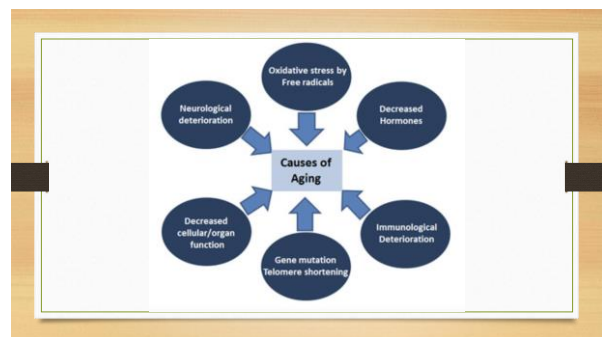 Oxidative stress by
Free radicals
Neurological
deterioration
Decreased
Hormones
Causes of
Aging
Decreased
cellular/organ
function
Immunological
Deterioration
Gene mutation
Telomere shortening